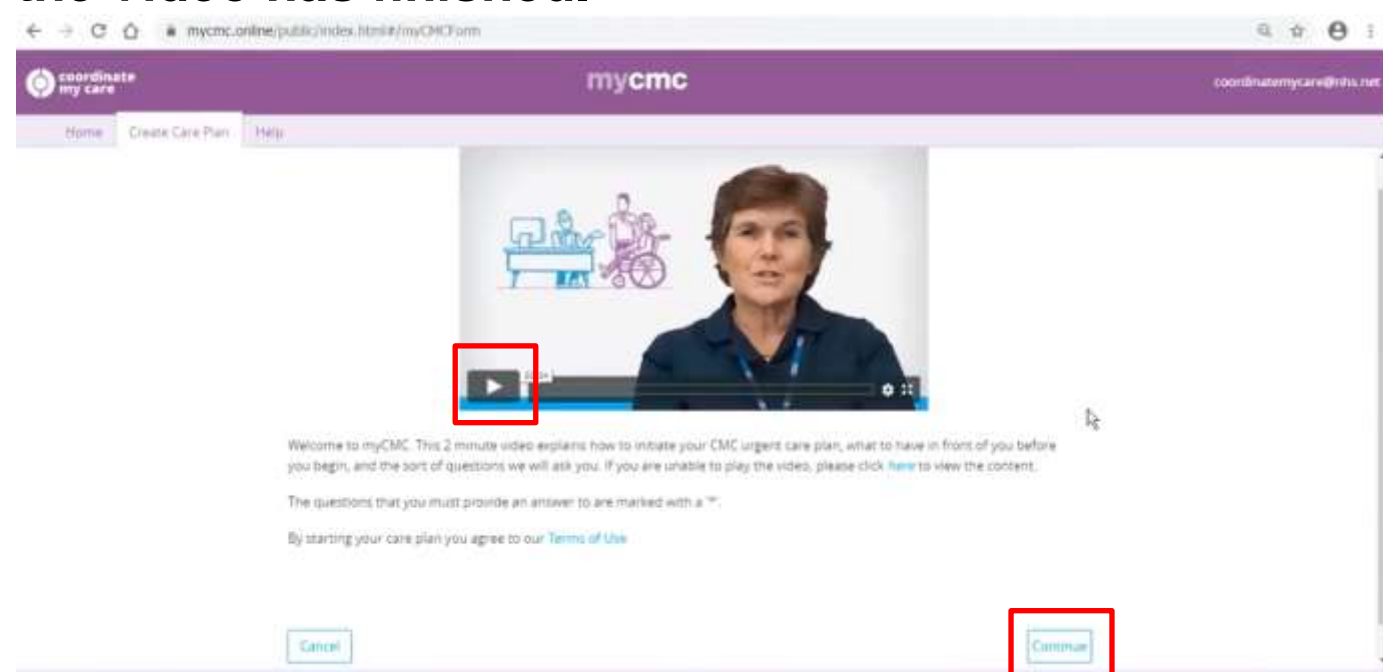 the video has finished.
mycmc.online/public/index.html#/myCMCForm
coordinate
my care
mycmc
coordinatemycare@nhs.net
Home Create Care Plan Help
Welcome to myCMC. This 2 minute video explains how to initiate your CMC urgent care plan, what to have in front of you before
you begin, and the sort of questions we will ask you. If you are unable to play the video, please click here to view the content.
The questions that you must provide an answer to are marked with a '*'.
By starting your care plan you agree to our Terms of Use
Cancel
Continue